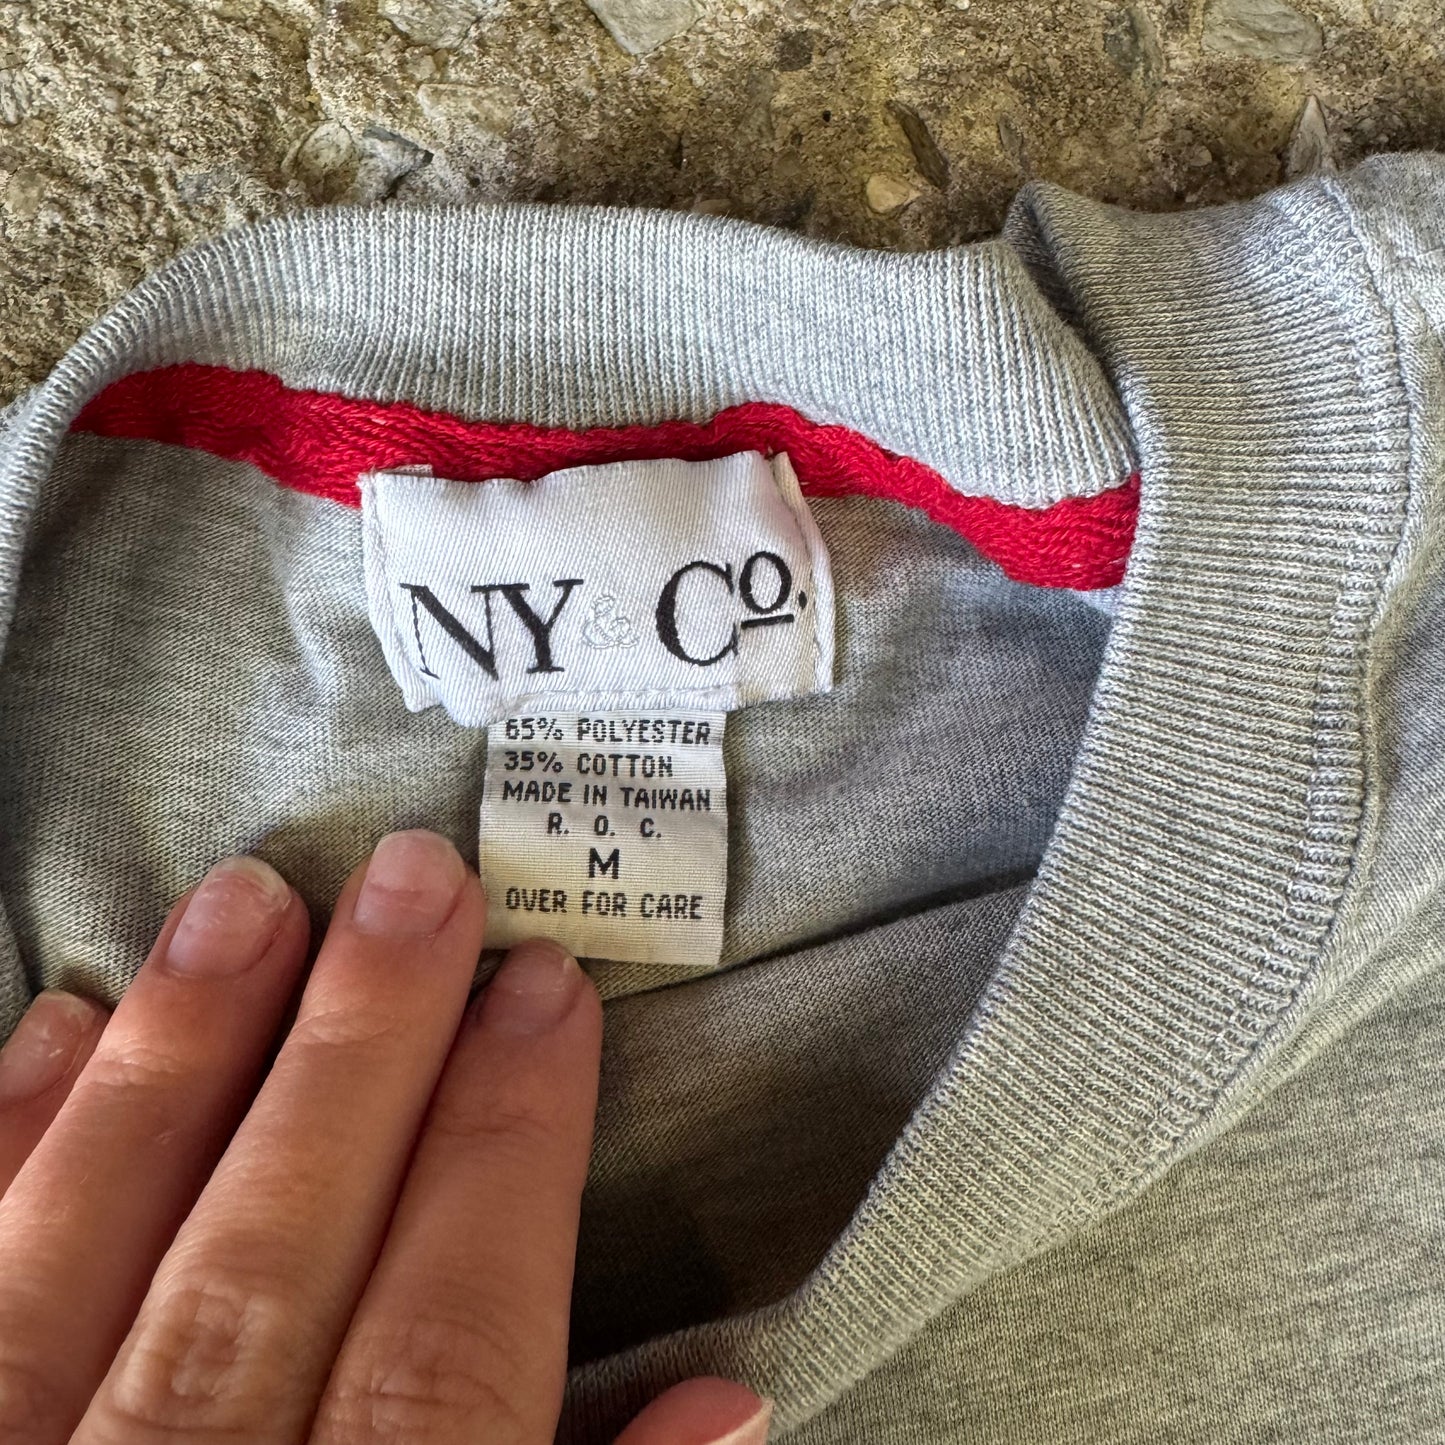 NY & Co.
65% POLYESTER
35% COTTON
MADE IN TAIWAN
R. O. C.
M
OVER FOR CARE